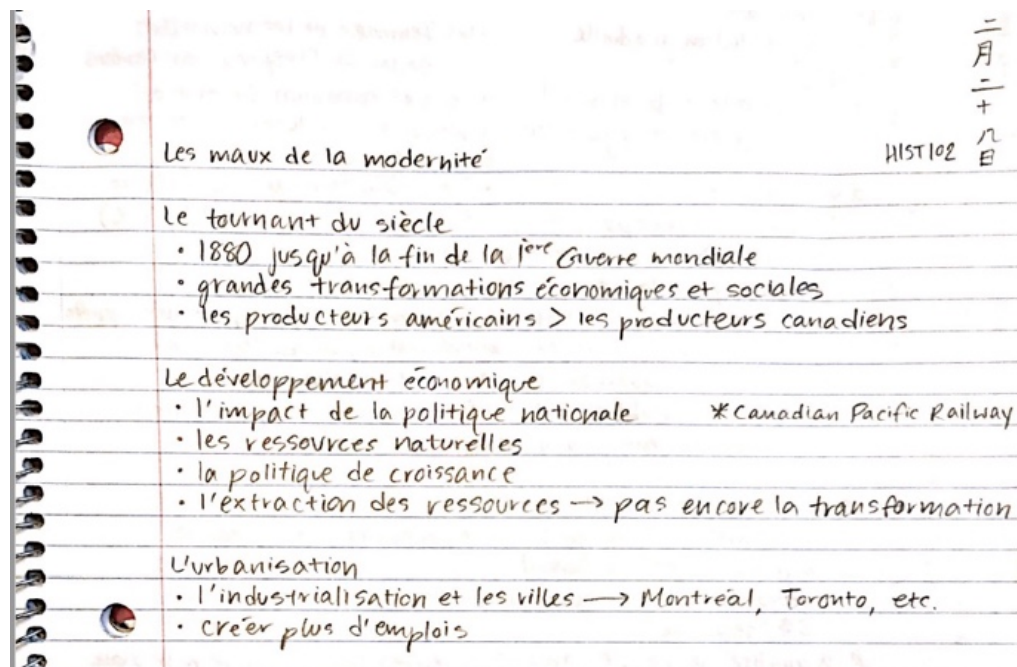 二月二十八日
Les maux de la modernité HIST102
Le tournant du siècle
· 1880 jusqu'à la fin de la 1ère Guerre mondiale
· grandes transformations économiques et sociales
· les producteurs américains > les producteurs canadiens
Le développement économique
· l'impact de la politique nationale *Canadian Pacific Railway
· les ressources naturelles
· la politique de croissance
· l'extraction des ressources → pas encore la transformation
L'urbanisation
· l'industrialisation et les villes → Montréal, Toronto, etc.
· créer plus d'emplois